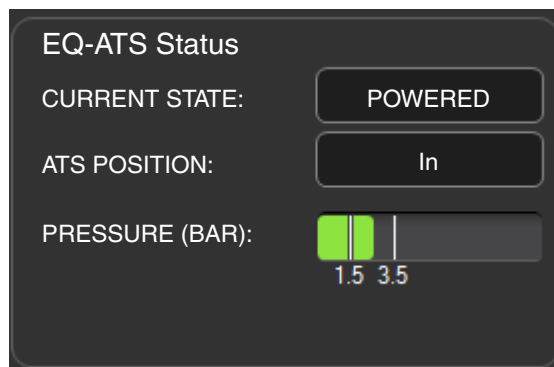 EQ-ATS Status
CURRENT STATE: POWERED
ATS POSITION: In
PRESSURE (BAR):
1.5 3.5